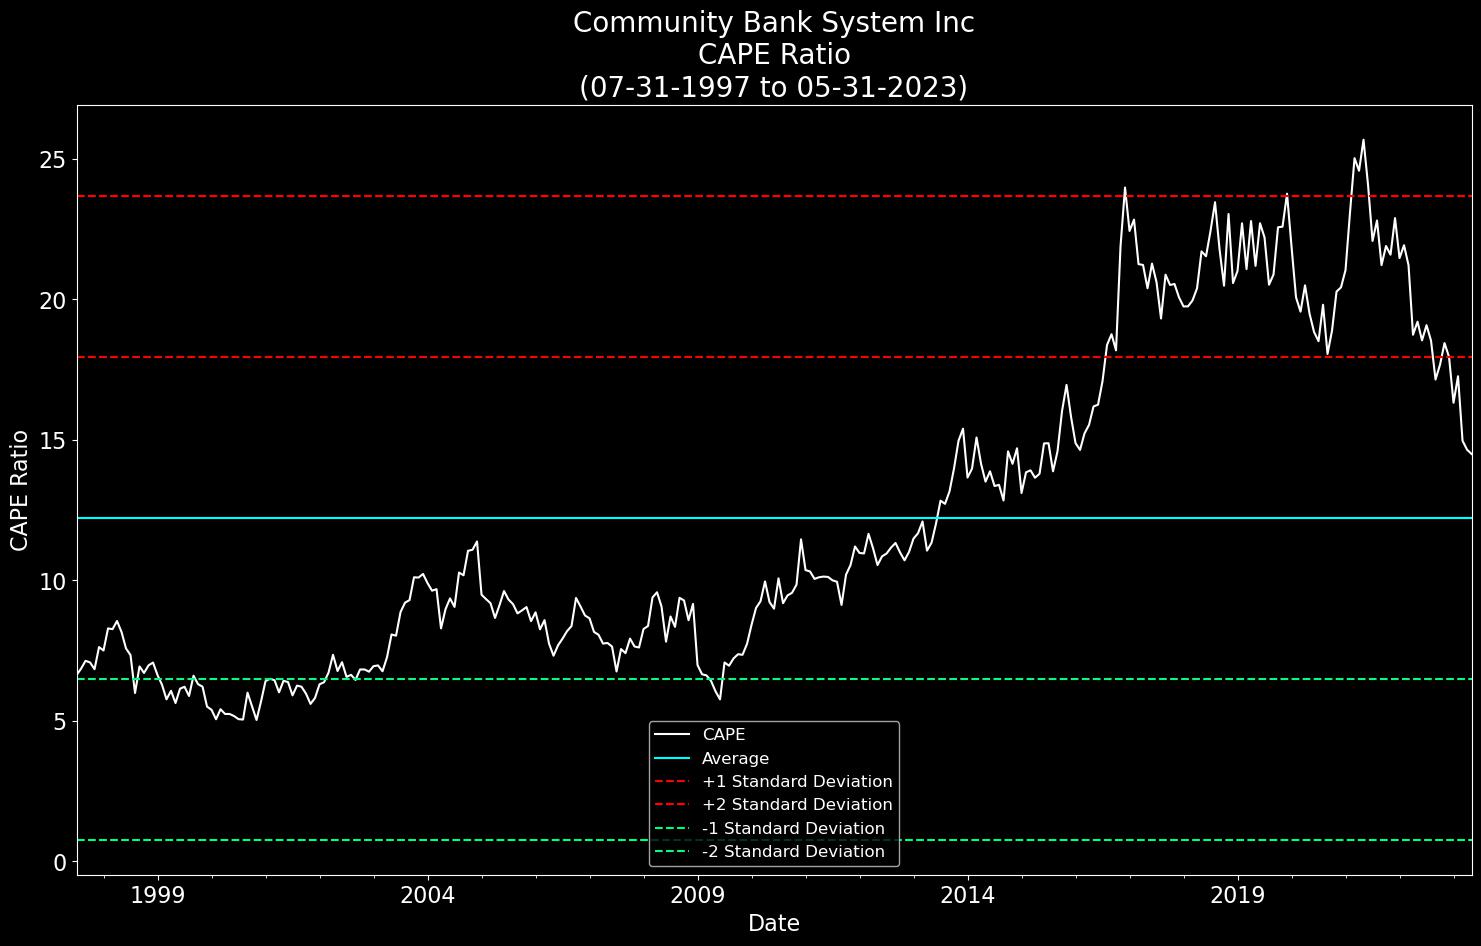 Community Bank System Inc
CAPE Ratio
(07-31-1997 to 05-31-2023)
25
20
15
10
5
0
CAPE Ratio
CAPE
Average
+1 Standard Deviation
+2 Standard Deviation
-1 Standard Deviation
-2 Standard Deviation
1999 2004 2009 2014 2019
Date